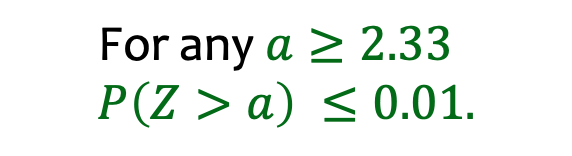 For any a ≥ 2.33
P(Z > a) ≤ 0.01.